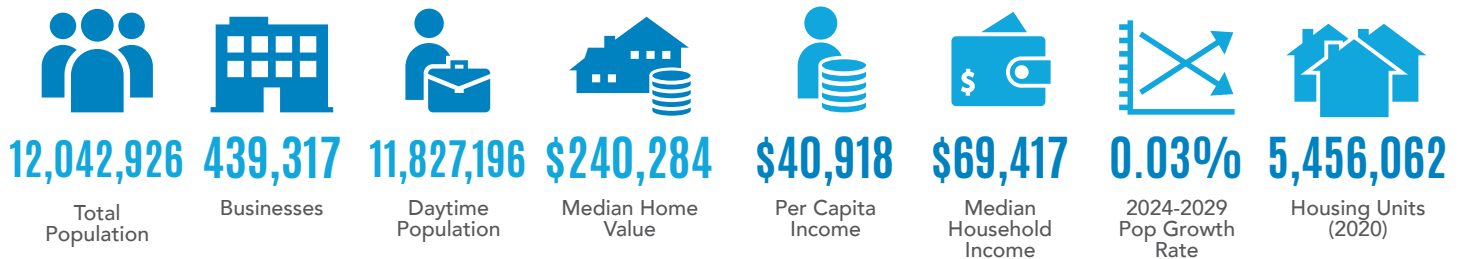 $
12,042,926
Total
Population
439,317
Businesses
11,827,196
Daytime
Population
$240,284
Median Home
Value
$40,918
Per Capita
Income
$69,417
Median
Household
Income
0.03%
2024-2029
Pop Growth
Rate
5,456,062
Housing Units
(2020)